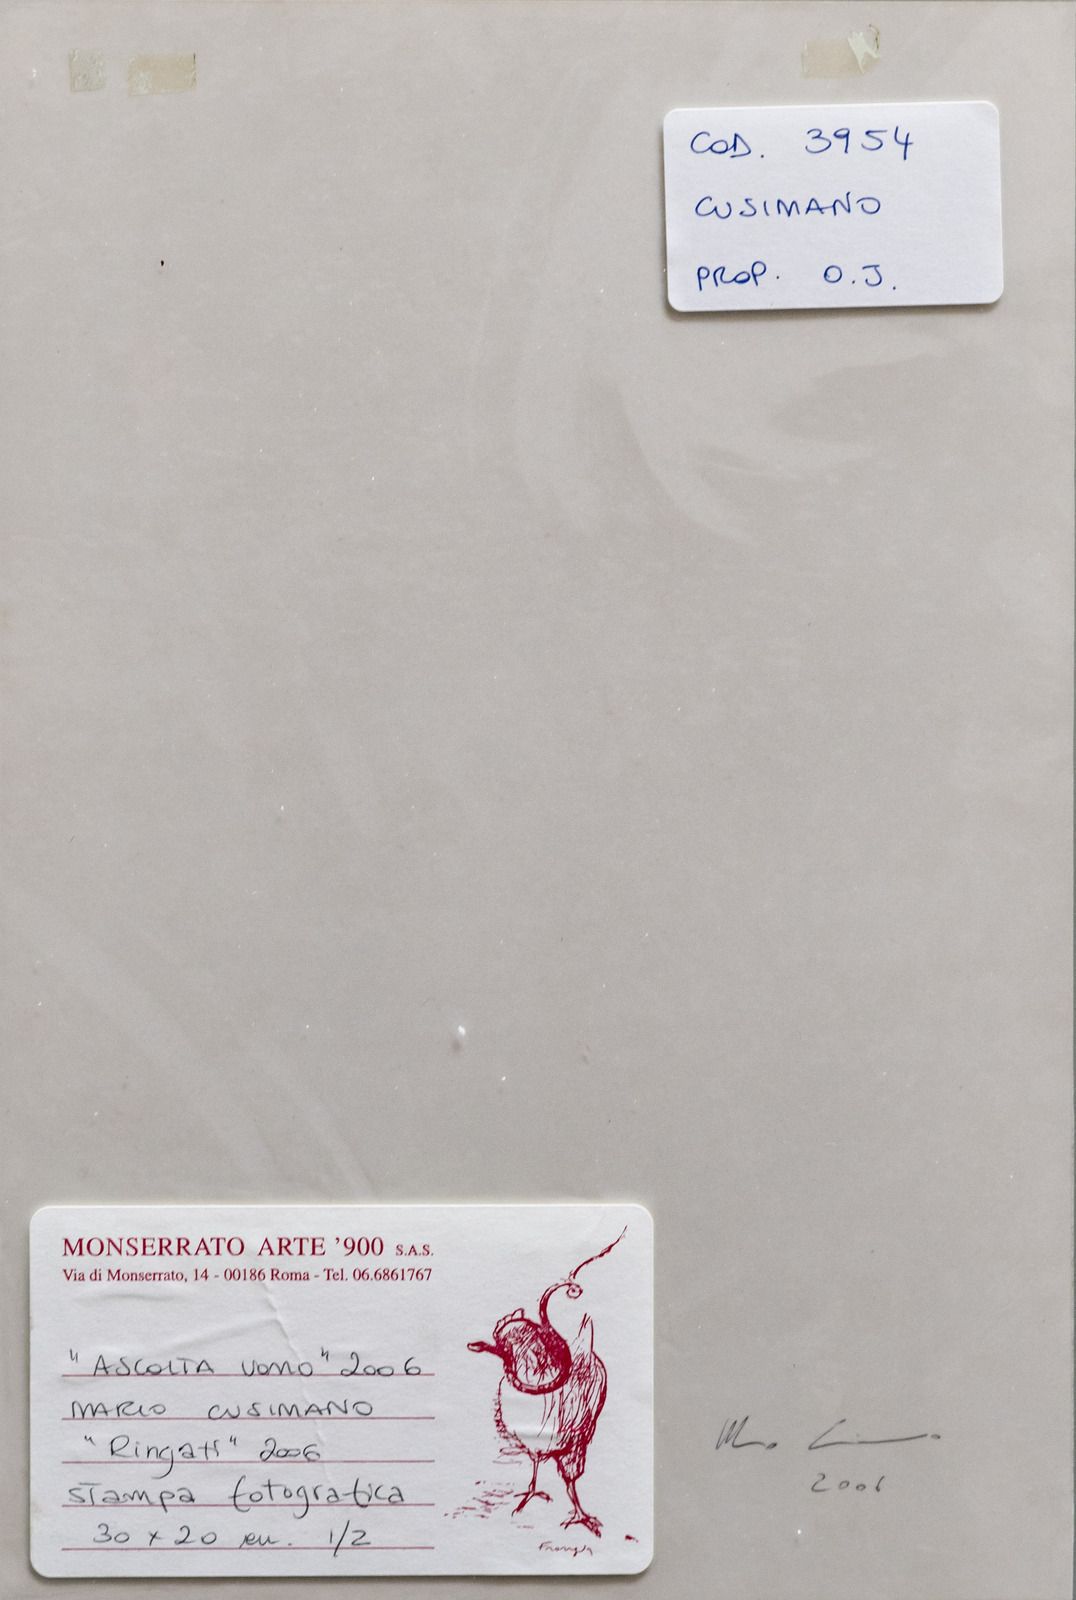 COD. 3954
CUSIMANO
PROP. O.J.
MONSERRATO ARTE '900 S.A.S.
Via di Monserrato, 14 - 00186 Roma - Tel. 06.6861767
"ASCOLTA UOMO" 2006
MARIO CUSIMANO
"Ringati" 2006
stampa fotografica
30 x 20 cm. 1/2
2006